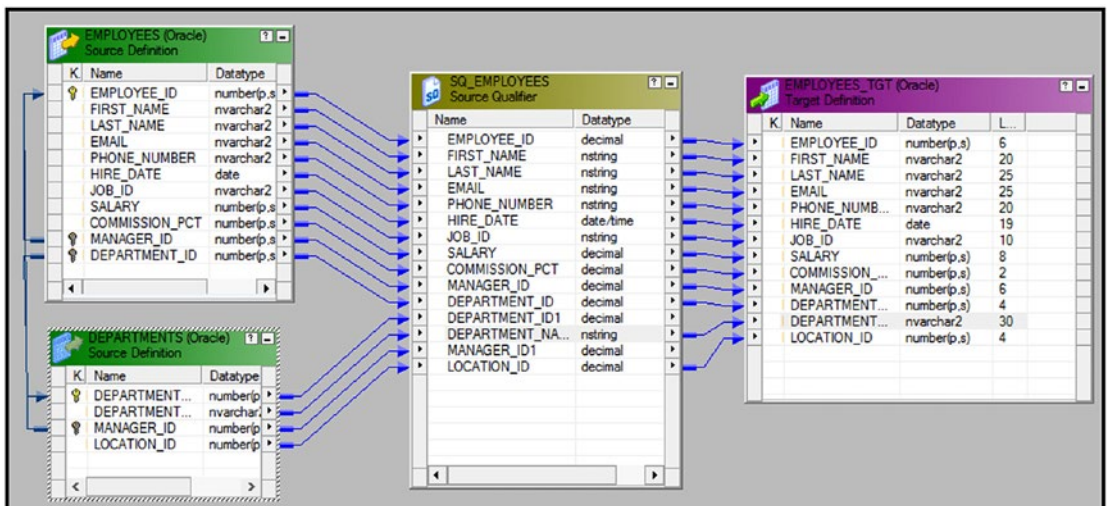 EMPLOYEES (Oracle)
Source Definition
K Name Datatype
EMPLOYEE_ID number(p,s
FIRST_NAME nvarchar2
LAST_NAME nvarchar2
EMAIL nvarchar2
PHONE_NUMBER nvarchar2
HIRE_DATE date
JOB_ID nvarchar2
SALARY number(p,s
COMMISSION_PCT number(p,s
MANAGER_ID number(p,s
DEPARTMENT_ID number(p,s
DEPARTMENTS (Oracle)
Source Definition
K Name Datatype
DEPARTMENT... number(p
DEPARTMENT... nvarchar2
MANAGER_ID number(p
LOCATION_ID number(p
SQ
SQ_EMPLOYEES
Source Qualifier
Name Datatype
EMPLOYEE_ID decimal
FIRST_NAME nstring
LAST_NAME nstring
EMAIL nstring
PHONE_NUMBER nstring
HIRE_DATE date/time
JOB_ID nstring
SALARY decimal
COMMISSION_PCT decimal
MANAGER_ID decimal
DEPARTMENT_ID decimal
DEPARTMENT_ID1 decimal
DEPARTMENT_NA... nstring
MANAGER_ID1 decimal
LOCATION_ID decimal
EMPLOYEES_TGT (Oracle)
Target Definition
K Name Datatype L...
EMPLOYEE_ID number(p,s) 6
FIRST_NAME nvarchar2 20
LAST_NAME nvarchar2 25
EMAIL nvarchar2 25
PHONE_NUMB... nvarchar2 20
HIRE_DATE date 19
JOB_ID nvarchar2 10
SALARY number(p,s) 8
COMMISSION_... number(p,s) 2
MANAGER_ID number(p,s) 6
DEPARTMENT... number(p,s) 4
DEPARTMENT... nvarchar2 30
LOCATION_ID number(p,s) 4